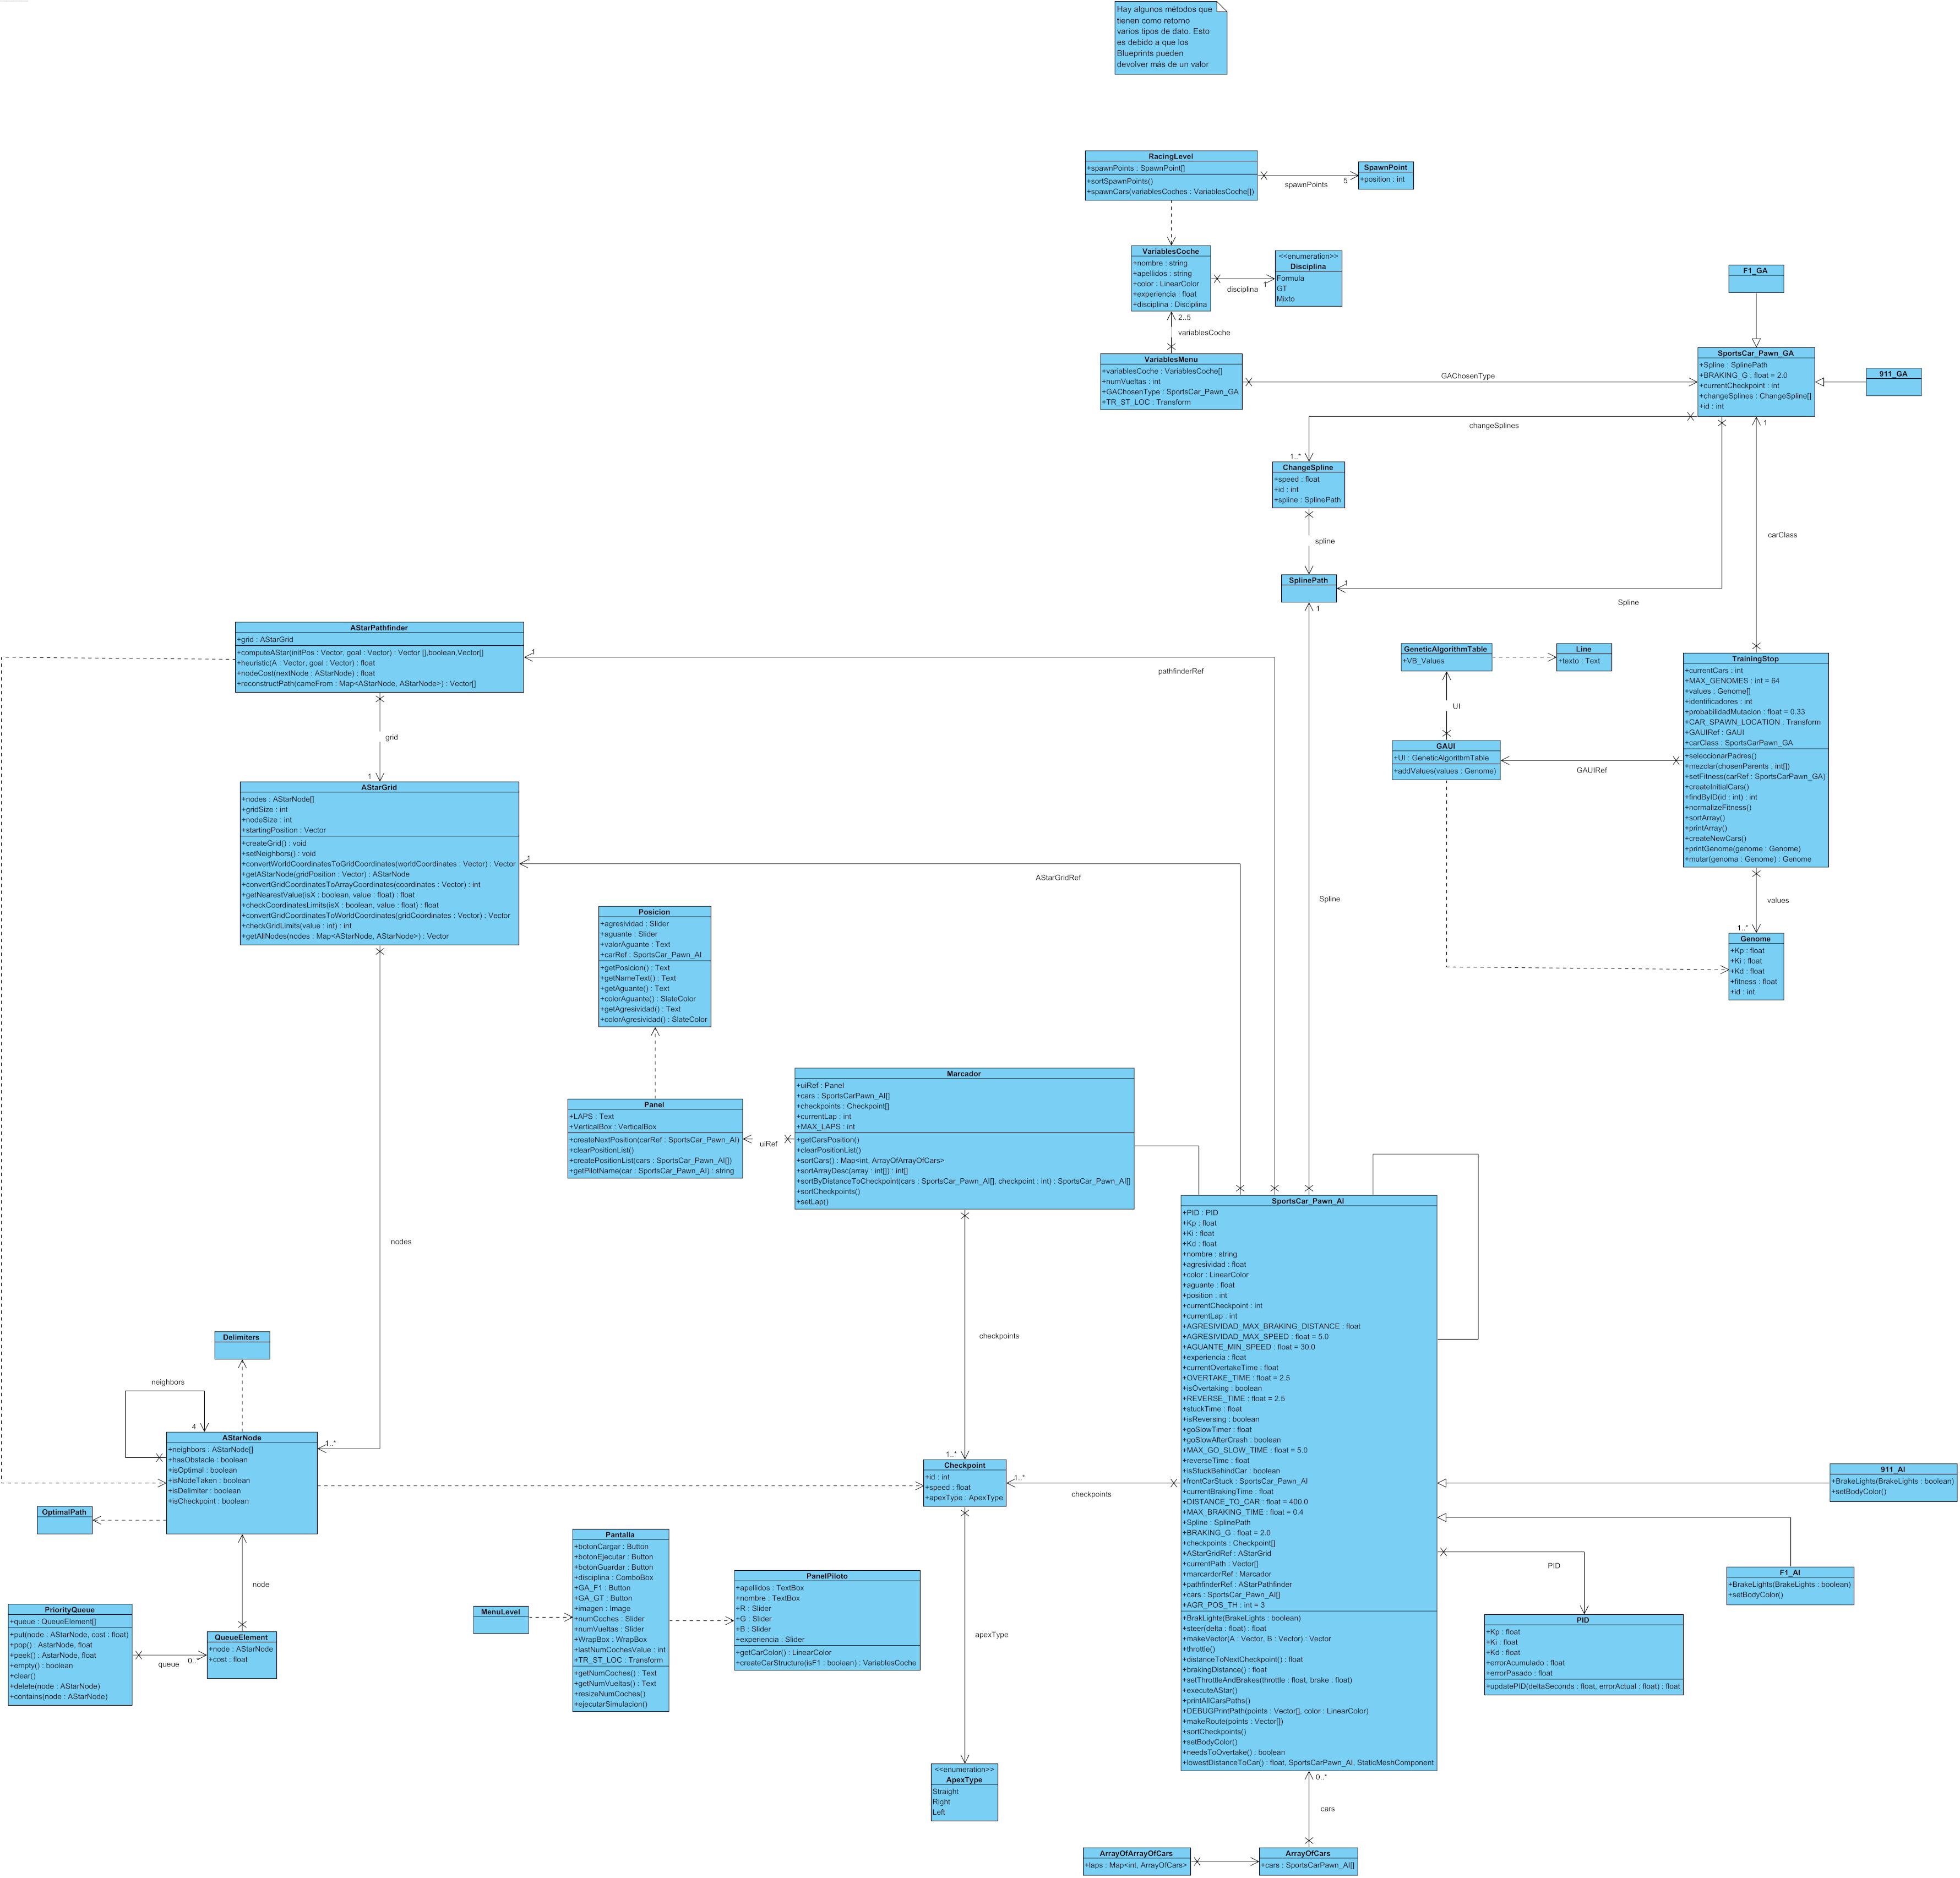 Hay algunos métodos que
tienen como retorno
varios tipos de dato. Esto
es debido a que los
Blueprints pueden
devolver más de un valor
RacingLevel
+spawnPoints : SpawnPoint[]
+sortSpawnPoints()
+spawnCars(variablesCoches : VariablesCoche[])
spawnPoints
5
SpawnPoint
+position : int
VariablesCoche
+nombre : string
+apellidos : string
+color : LinearColor
+experiencia : float
+disciplina : Disciplina
disciplina
1
<<enumeration>>
Disciplina
Formula
GT
Mixto
2..5
variablesCoche
VariablesMenu
+variablesCoche : VariablesCoche[]
+numVueltas : int
+GAChosenType : SportsCar_Pawn_GA
+TR_ST_LOC : Transform
GAChosenType
F1_GA
SportsCar_Pawn_GA
+Spline : SplinePath
+BRAKING_G : float = 2.0
+currentCheckpoint : int
+changeSplines : ChangeSpline[]
+id : int
911_GA
changeSplines
1..*
1
ChangeSpline
+speed : float
+id : int
+spline : SplinePath
spline
carClass
SplinePath
1
Spline
1
AStarPathfinder
+grid : AStarGrid
+computeAStar(initPos : Vector, goal : Vector) : Vector [],boolean,Vector[]
+heuristic(A : Vector, goal : Vector) : float
+nodeCost(nextNode : AStarNode) : float
+reconstructPath(cameFrom : Map<AStarNode, AStarNode>) : Vector[]
1
pathfinderRef
GeneticAlgorithmTable
+VB_Values
Line
+texto : Text
UI
GAUI
+UI : GeneticAlgorithmTable
+addValues(values : Genome)
GAUIRef
TrainingStop
+currentCars : int
+MAX_GENOMES : int = 64
+values : Genome[]
+identificadores : int
+probabilidadMutacion : float = 0.33
+CAR_SPAWN_LOCATION : Transform
+GAUIRef : GAUI
+carClass : SportsCarPawn_GA
+seleccionarPadres()
+mezclar(chosenParents : int[])
+setFitness(carRef : SportsCarPawn_GA)
+createInitialCars()
+findByID(id : int) : int
+normalizeFitness()
+sortArray()
+printArray()
+createNewCars()
+printGenome(genome : Genome)
+mutar(genoma : Genome) : Genome
values
1..*
Genome
+Kp : float
+Ki : float
+Kd : float
+fitness : float
+id : int
grid
1
AStarGrid
+nodes : AStarNode[]
+gridSize : int
+nodeSize : int
+startingPosition : Vector
+createGrid() : void
+setNeighbors() : void
+convertWorldCoordinatesToGridCoordinates(worldCoordinates : Vector) : Vector
+getAStarNode(gridPosition : Vector) : AStarNode
+convertGridCoordinatesToArrayCoordinates(coordinates : Vector) : int
+getNearestValue(isX : boolean, value : float) : float
+checkCoordinatesLimits(isX : boolean, value : float) : float
+convertGridCoordinatesToWorldCoordinates(gridCoordinates : Vector) : Vector
+checkGridLimits(value : int) : int
+getAllNodes(nodes : Map<AStarNode, AStarNode>) : Vector
1
AStarGridRef
Spline
Posicion
+agresividad : Slider
+aguante : Slider
+valorAguante : Text
+carRef : SportsCar_Pawn_AI
+getPosicion() : Text
+getNameText() : Text
+getAguante() : Text
+colorAguante() : SlateColor
+getAgresividad() : Text
+colorAgresividad() : SlateColor
Panel
+LAPS : Text
+VerticalBox : VerticalBox
+createNextPosition(carRef : SportsCar_Pawn_AI)
+clearPositionList()
+createPositionList(cars : SportsCar_Pawn_AI[])
+getPilotName(car : SportsCar_Pawn_AI) : string
uiRef
Marcador
+uiRef : Panel
+cars : SportsCarPawn_AI[]
+checkpoints : Checkpoint[]
+currentLap : int
+MAX_LAPS : int
+getCarsPosition()
+clearPositionList()
+sortCars() : Map<int, ArrayOfArrayOfCars>
+sortArrayDesc(array : int[]) : int[]
+sortByDistanceToCheckpoint(cars : SportsCar_Pawn_AI[], checkpoint : int) : SportsCar_Pawn_AI[]
+sortCheckpoints()
+setLap()
nodes
checkpoints
SportsCar_Pawn_AI
+PID : PID
+Kp : float
+Ki : float
+Kd : float
+nombre : string
+agresividad : float
+color : LinearColor
+aguante : float
+position : int
+currentCheckpoint : int
+currentLap : int
+AGRESIVIDAD_MAX_BRAKING_DISTANCE : float
+AGRESIVIDAD_MAX_SPEED : float = 5.0
+AGUANTE_MIN_SPEED : float = 30.0
+experiencia : float
+currentOvertakeTime : float
+OVERTAKE_TIME : float = 2.5
+isOvertaking : boolean
+REVERSE_TIME : float = 2.5
+stuckTime : float
+isReversing : boolean
+goSlowTimer : float
+goSlowAfterCrash : boolean
+MAX_GO_SLOW_TIME : float = 5.0
+reverseTime : float
+isStuckBehindCar : boolean
+frontCarStuck : SportsCar_Pawn_AI
+currentBrakingTime : float
+DISTANCE_TO_CAR : float = 400.0
+MAX_BRAKING_TIME : float = 0.4
+Spline : SplinePath
+BRAKING_G : float = 2.0
+checkpoints : Checkpoint[]
+AStarGridRef : AStarGrid
+currentPath : Vector[]
+marcardorRef : Marcador
+pathfinderRef : AStarPathfinder
+cars : SportsCar_Pawn_AI[]
+AGR_POS_TH : int = 3
+BrakLights(BrakeLights : boolean)
+steer(delta : float) : float
+makeVector(A : Vector, B : Vector) : Vector
+throttle()
+distanceToNextCheckpoint() : float
+brakingDistance() : float
+setThrottleAndBrakes(throttle : float, brake : float)
+executeAStar()
+printAllCarsPaths()
+DEBUGPrintPath(points : Vector[], color : LinearColor)
+makeRoute(points : Vector[])
+sortCheckpoints()
+setBodyColor()
+needsToOvertake() : boolean
+lowestDistanceToCar() : float, SportsCar_Pawn_AI, StaticMeshComponent
Delimiters
neighbors
4
AStarNode
+neighbors : AStarNode[]
+hasObstacle : boolean
+isOptimal : boolean
+isNodeTaken : boolean
+isDelimiter : boolean
+isCheckpoint : boolean
1..*
OptimalPath
1..*
Checkpoint
+id : int
+speed : float
+apexType : ApexType
1..*
checkpoints
911_AI
+BrakeLights(BrakeLights : boolean)
+setBodyColor()
F1_AI
+BrakeLights(BrakeLights : boolean)
+setBodyColor()
PID
PID
+Kp : float
+Ki : float
+Kd : float
+errorAcumulado : float
+errorPasado : float
+updatePID(deltaSeconds : float, errorActual : float) : float
node
PriorityQueue
+queue : QueueElement[]
+put(node : AStarNode, cost : float)
+pop() : AstarNode, float
+peek() : AstarNode, float
+empty() : boolean
+clear()
+delete(node : AStarNode)
+contains(node : AStarNode)
queue
0..*
QueueElement
+node : AStarNode
+cost : float
MenuLevel
Pantalla
+botonCargar : Button
+botonEjecutar : Button
+botonGuardar : Button
+disciplina : ComboBox
+GA_F1 : Button
+GA_GT : Button
+imagen : Image
+numCoches : Slider
+numVueltas : Slider
+WrapBox : WrapBox
+lastNumCochesValue : int
+TR_ST_LOC : Transform
+getNumCoches() : Text
+getNumVueltas() : Text
+resizeNumCoches()
+ejecutarSimulacion()
PanelPiloto
+apellidos : TextBox
+nombre : TextBox
+R : Slider
+G : Slider
+B : Slider
+experiencia : Slider
+getCarColor() : LinearColor
+createCarStructure(isF1 : boolean) : VariablesCoche
apexType
<<enumeration>>
ApexType
Straight
Right
Left
0..*
cars
ArrayOfArrayOfCars
+laps : Map<int, ArrayOfCars>
ArrayOfCars
+cars : SportsCarPawn_AI[]